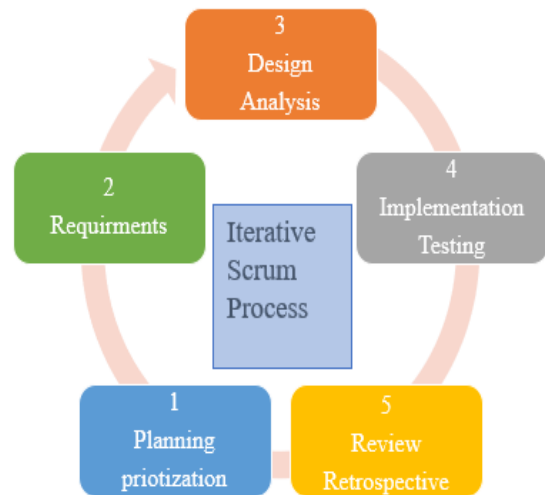 3
Design
Analysis
2
Requirments
4
Implementation
Testing
Iterative
Scrum
Process
1
Planning
priotization
5
Review
Retrospective